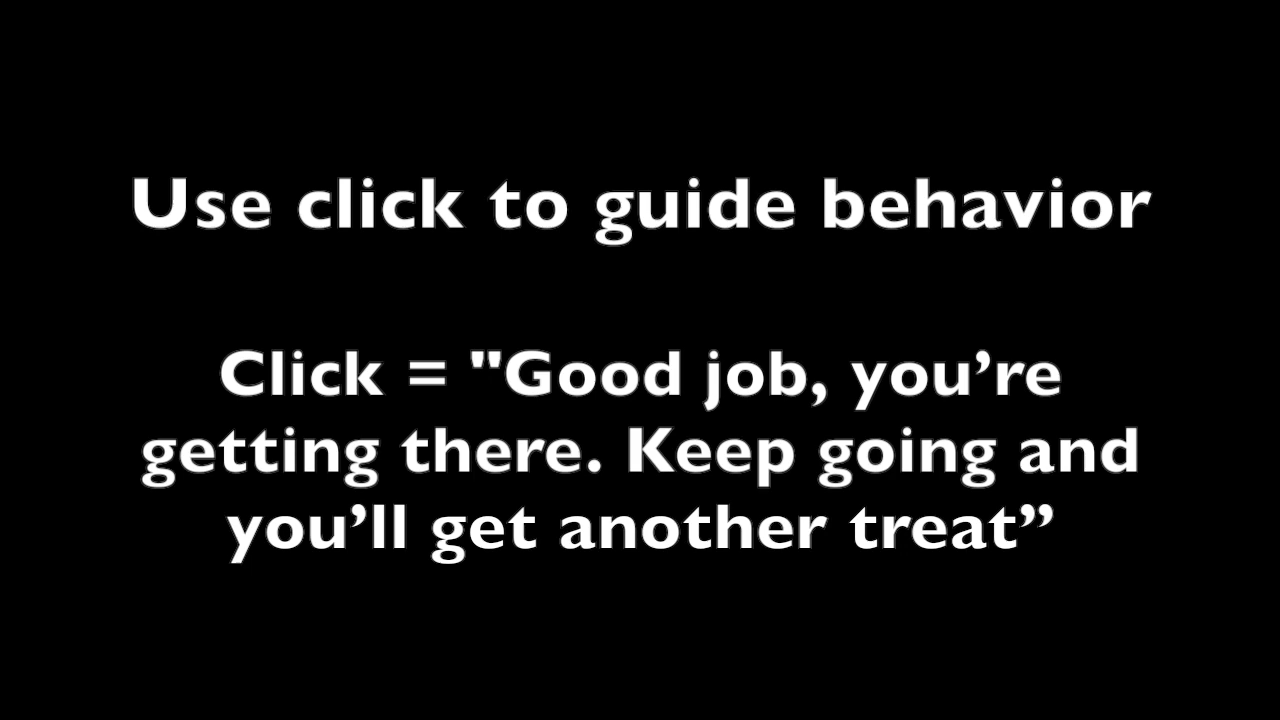 Use click to guide behavior
Click = "Good job, you’re
getting there. Keep going and
you’ll get another treat”